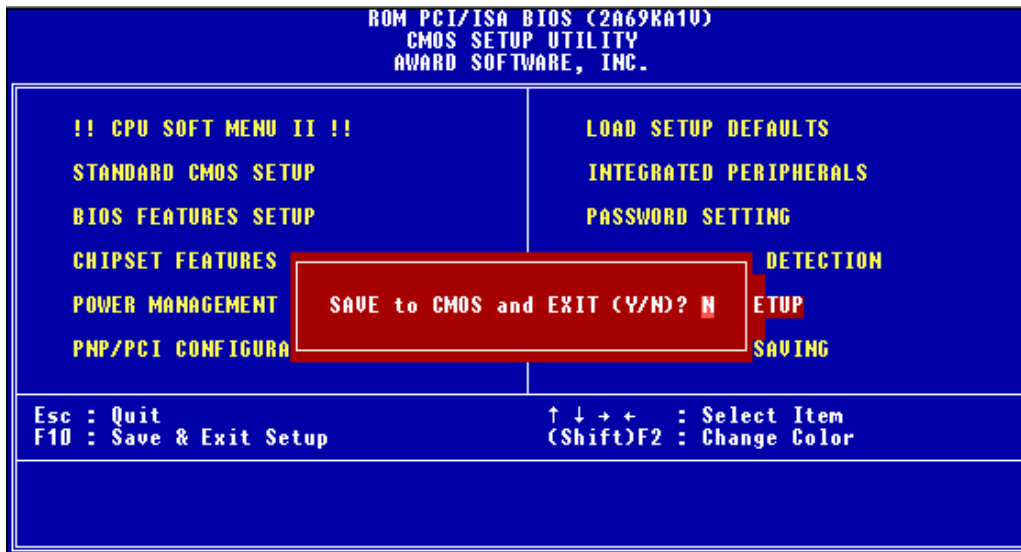 ROM PCI/ISA BIOS (2A69KA1V)
CMOS SETUP UTILITY
AWARD SOFTWARE, INC.
!! CPU SOFT MENU II !!
STANDARD CMOS SETUP
BIOS FEATURES SETUP
CHIPSET FEATURES
POWER MANAGEMENT
PNP/PCI CONFIGURA
LOAD SETUP DEFAULTS
INTEGRATED PERIPHERALS
PASSWORD SETTING
DETECTION
ETUP
SAVING
SAVE to CMOS and EXIT (Y/N)? N
Esc : Quit
F10 : Save & Exit Setup
↑ ↓ → ← : Select Item
(Shift)F2 : Change Color